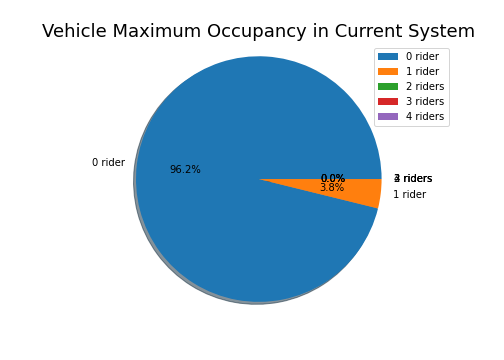 Vehicle Maximum Occupancy in Current System
0 rider
1 rider
2 riders
3 riders
4 riders
0 rider
96.2%
0.0%
3.8%
riders
1 rider